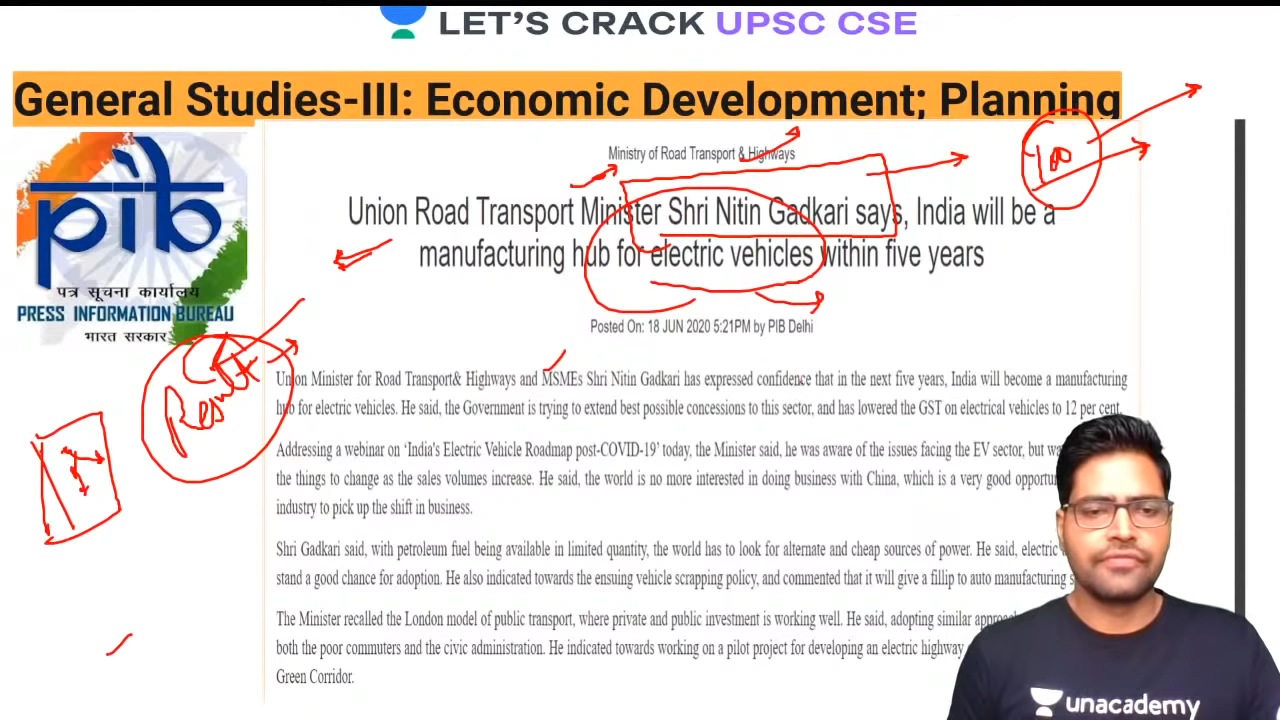 LET'S CRACK UPSC CSE
General Studies-III: Economic Development; Planning
Ministry of Road Transport & Highways
Union Road Transport Minister Shri Nitin Gadkari says, India will be a
manufacturing hub for electric vehicles within five years
pib
पत्र सूचना कार्यालय
PRESS INFORMATION BUREAU
भारत सरकार
Posted On: 18 JUN 2020 5:21PM by PIB Delhi
Result
Union Minister for Road Transport& Highways and MSMEs Shri Nitin Gadkari has expressed confidence that in the next five years, India will become a manufacturing
hub for electric vehicles. He said, the Government is trying to extend best possible concessions to this sector, and has lowered the GST on electrical vehicles to 12 per cent.
Addressing a webinar on 'India's Electric Vehicle Roadmap post-COVID-19' today, the Minister said, he was aware of the issues facing the EV sector, but
the things to change as the sales volumes increase. He said, the world is no more interested in doing business with China, which is a very good
industry to pick up the shift in business.
Shri Gadkari said, with petroleum fuel being available in limited quantity, the world has to look for alternate and cheap sources of power. He said, electric
stand a good chance for adoption. He also indicated towards the ensuing vehicle scrapping policy, and commented that it will give a fillip to auto manufacturing
The Minister recalled the London model of public transport, where private and public investment is working well. He said, adopting similar
both the poor commuters and the civic administration. He indicated towards working on a pilot project for developing an electric highway
Green Corridor.
unacademy